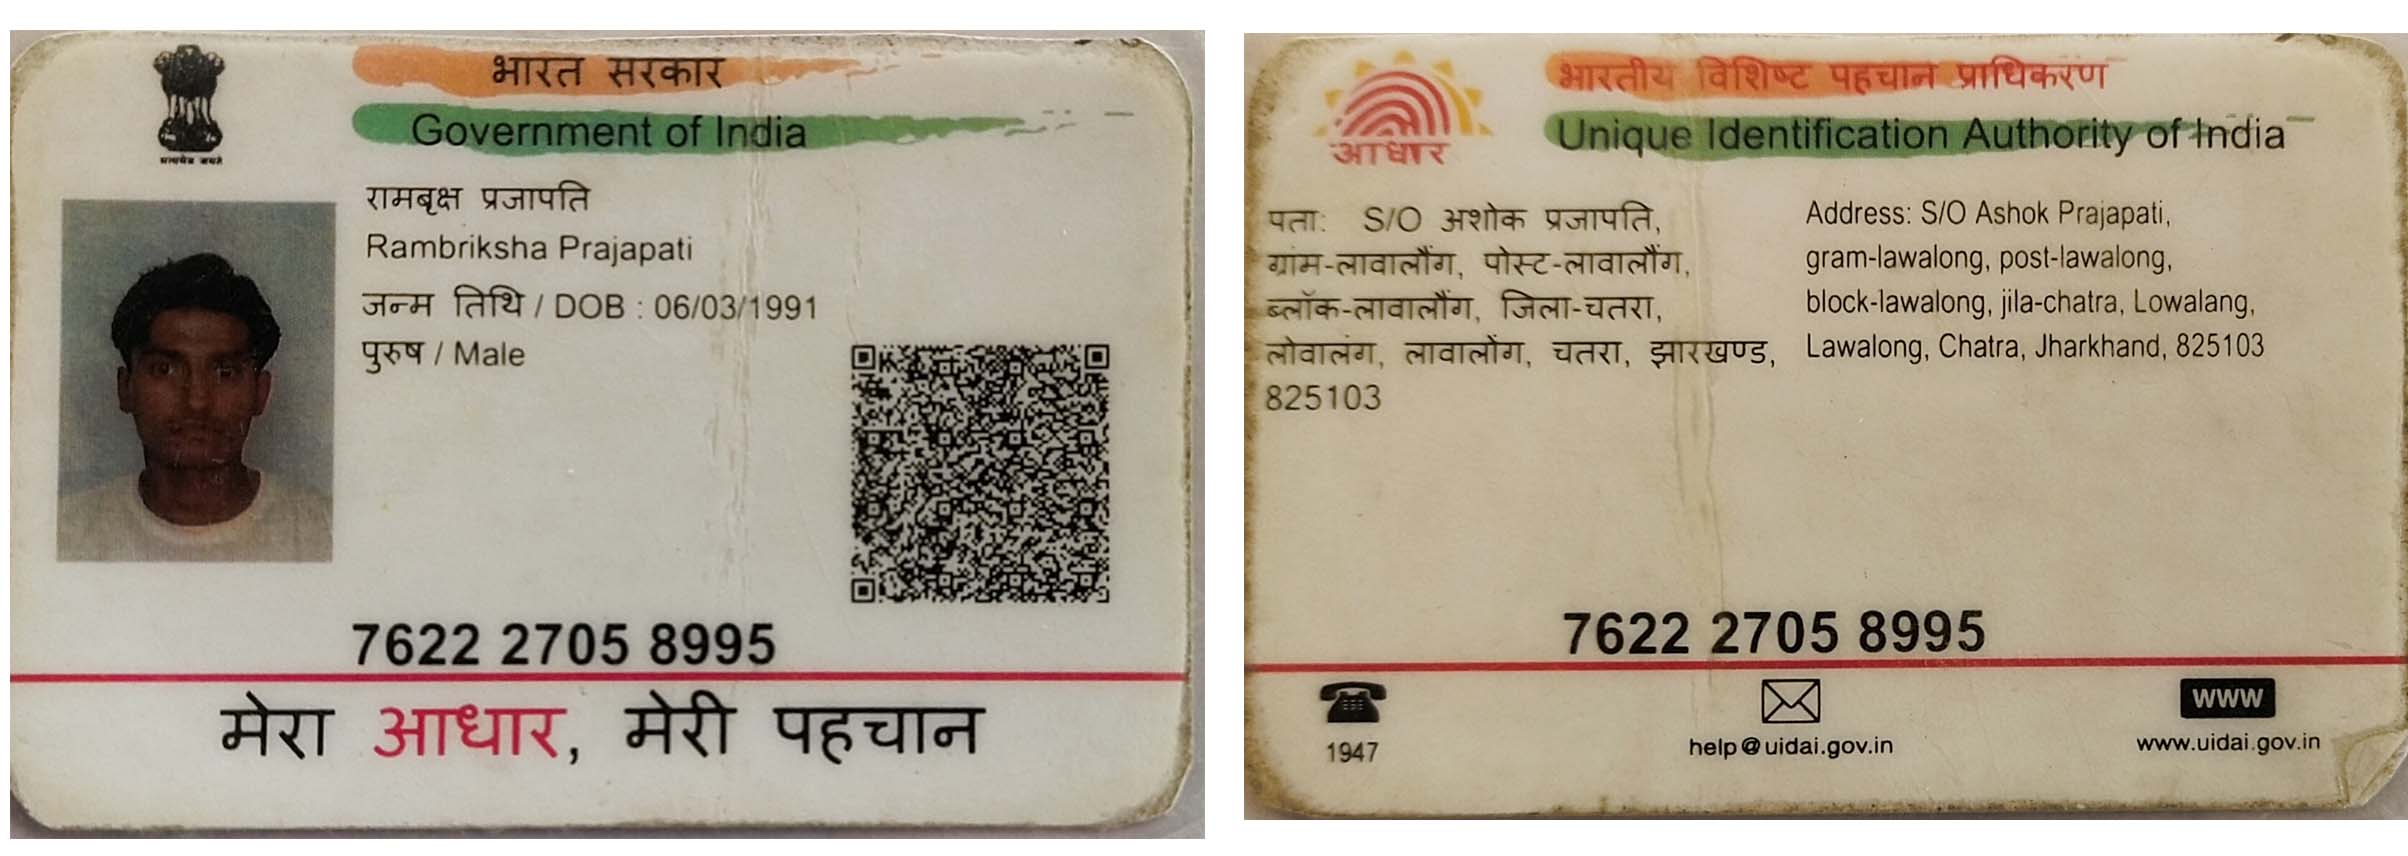 भारत सरकार
Government of India
सत्यमेव जयते
रामबृक्ष प्रजापति
Rambriksha Prajapati
जन्म तिथि / DOB : 06/03/1991
पुरुष / Male
7622 2705 8995
मेरा आधार, मेरी पहचान
आधार
भारतीय विशिष्ट पहचान प्राधिकरण
Unique Identification Authority of India
पता: S/O अशोक प्रजापति,
ग्राम-लावालौंग, पोस्ट-लावालौंग,
ब्लॉक-लावालौंग, जिला-चतरा,
लोवालंग, लावालोंग, चतरा, झारखण्ड,
825103
Address: S/O Ashok Prajapati,
gram-lawalong, post-lawalong,
block-lawalong, jila-chatra, Lowalang,
Lawalong, Chatra, Jharkhand, 825103
7622 2705 8995
1947
help@uidai.gov.in
www
www.uidai.gov.in